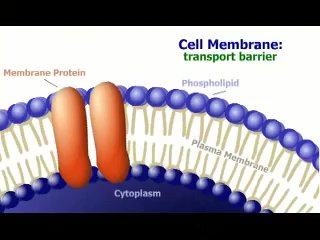 Cell Membrane:
transport barrier
Membrane Protein
Phospholipid
Plasma Membrane
Cytoplasm